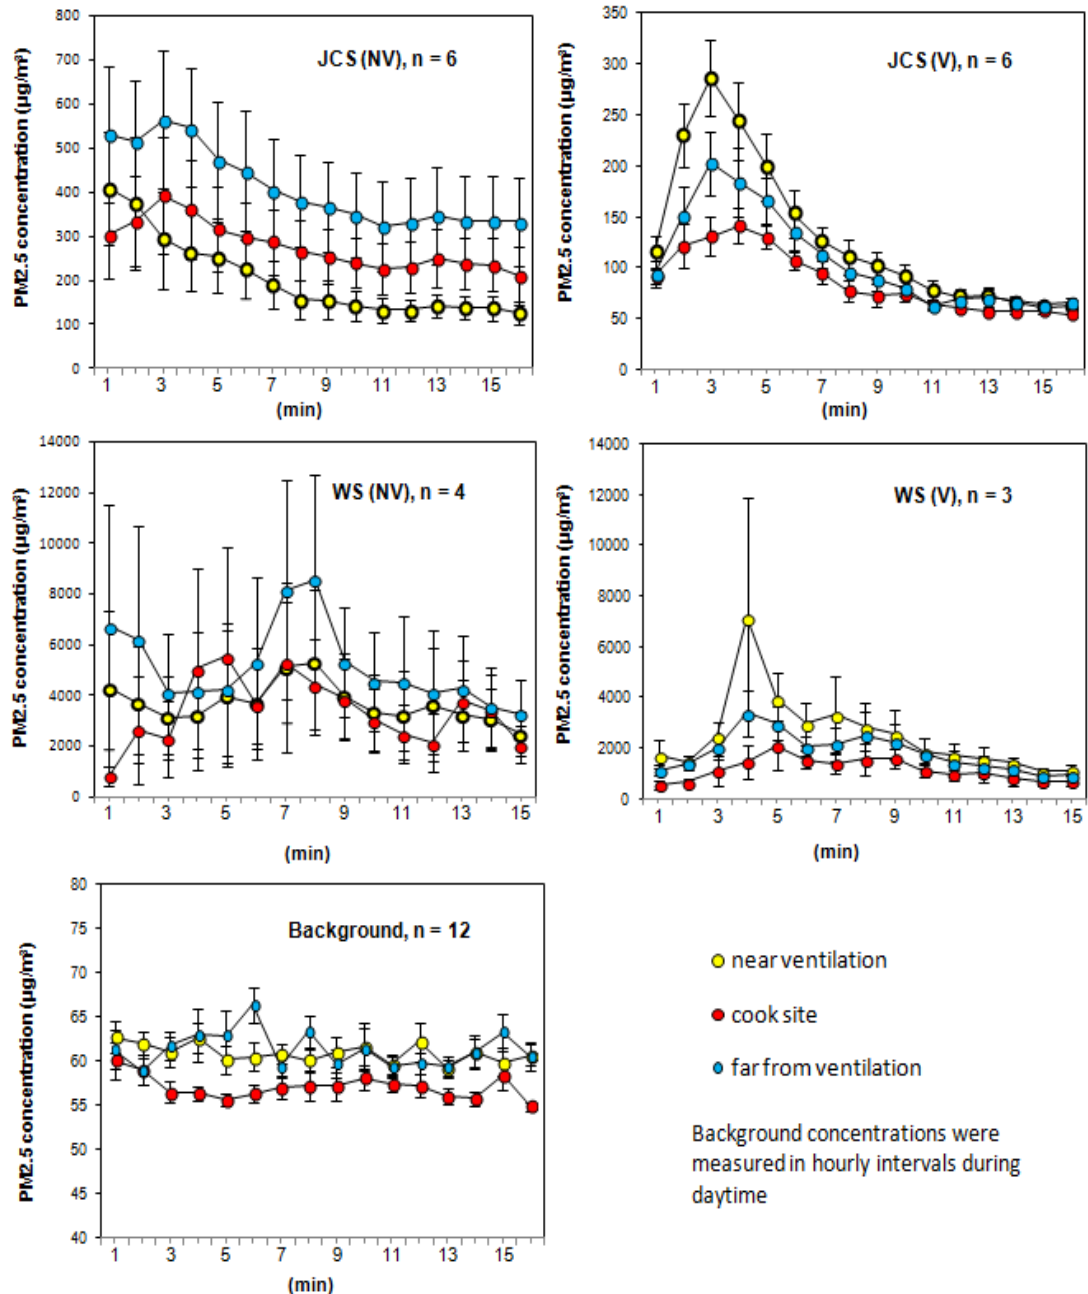 JCS (NV), n = 6
PM2.5 concentration (µg/m³)
800
700
600
500
400
300
200
100
0
1 3 5 7 9 11 13 15
(min)
JCS (V), n = 6
PM2.5 concentration (µg/m³)
350
300
250
200
150
100
50
0
1 3 5 7 9 11 13 15
(min)
WS (NV), n = 4
PM2.5 concentration (µg/m³)
14000
12000
10000
8000
6000
4000
2000
0
1 3 5 7 9 11 13 15
(min)
WS (V), n = 3
PM2.5 concentration (µg/m³)
14000
12000
10000
8000
6000
4000
2000
0
1 3 5 7 9 11 13 15
(min)
Background, n = 12
PM2.5 concentration (µg/m³)
80
75
70
65
60
55
50
45
40
1 3 5 7 9 11 13 15
(min)
near ventilation
cook site
far from ventilation
Background concentrations were
measured in hourly intervals during
daytime